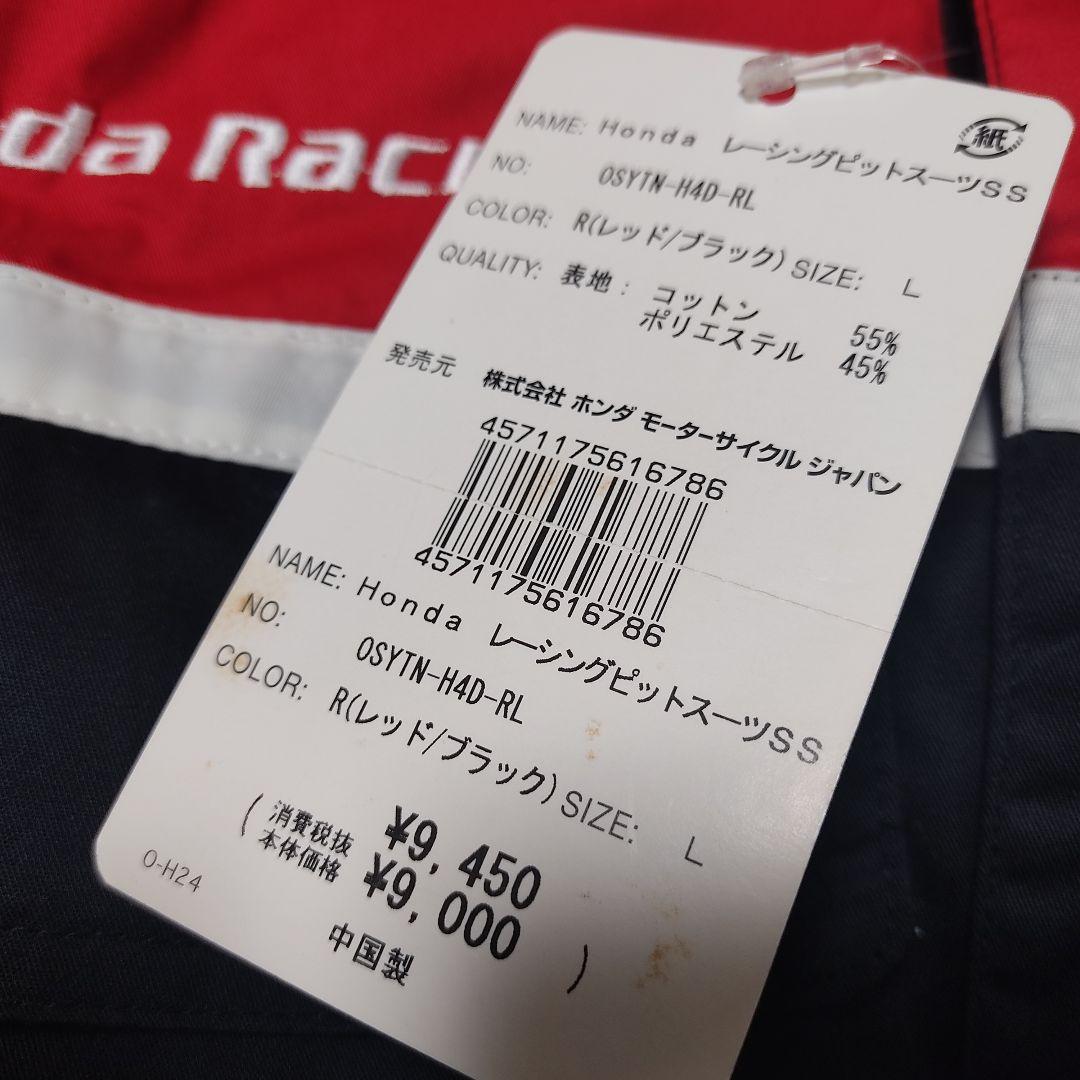 da Rac
紙
NAME: Honda レーシングピットスーツSS
NO: 0SYTN-H4D-RL
COLOR: R(レッド/ブラック) SIZE: L
QUALITY: 表地: コットン 55%
ポリエステル 45%
発売元 株式会社 ホンダ モーターサイクル ジャパン
4571175616786
4571175616786
NAME: Honda レーシングピットスーツSS
NO: 0SYTN-H4D-RL
COLOR: R(レッド/ブラック) SIZE: L
¥9,450
(消費税抜本体価格 ¥9,000)
中国製
O-H24